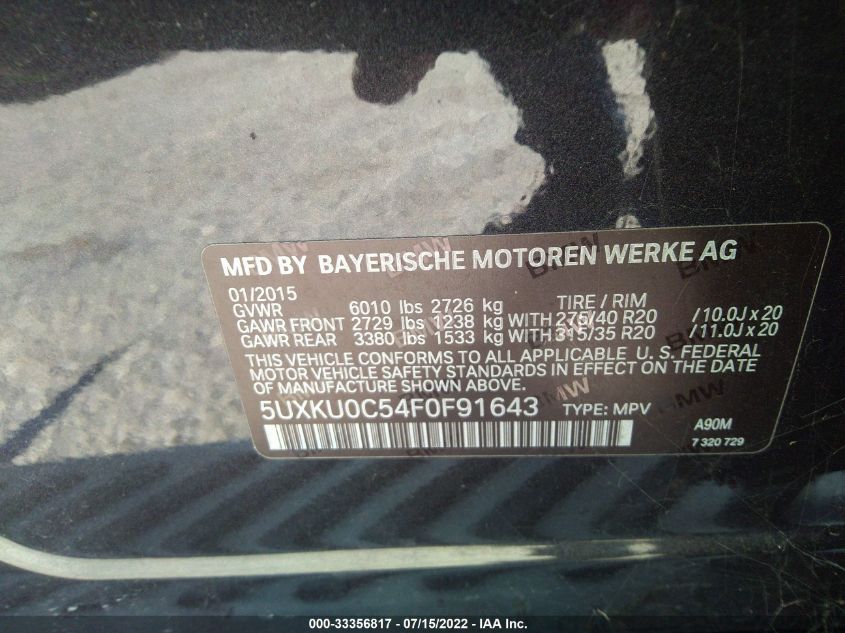 MFD BY BAYERISCHE MOTOREN WERKE AG
01/2015
GVWR 6010 lbs 2726 kg TIRE / RIM
GAWR FRONT 2729 lbs 1238 kg WITH 275/40 R20 /10.0J x 20
GAWR REAR 3380 lbs 1533 kg WITH 315/35 R20 /11.0J x 20
THIS VEHICLE CONFORMS TO ALL APPLICABLE U. S. FEDERAL
MOTOR VEHICLE SAFETY STANDARDS IN EFFECT ON THE DATE
OF MANUFACTURE SHOWN ABOVE.
5UXKU0C54F0F91643 TYPE: MPV
A90M
7 320 729
000-33356817 - 07/15/2022 - IAA Inc.